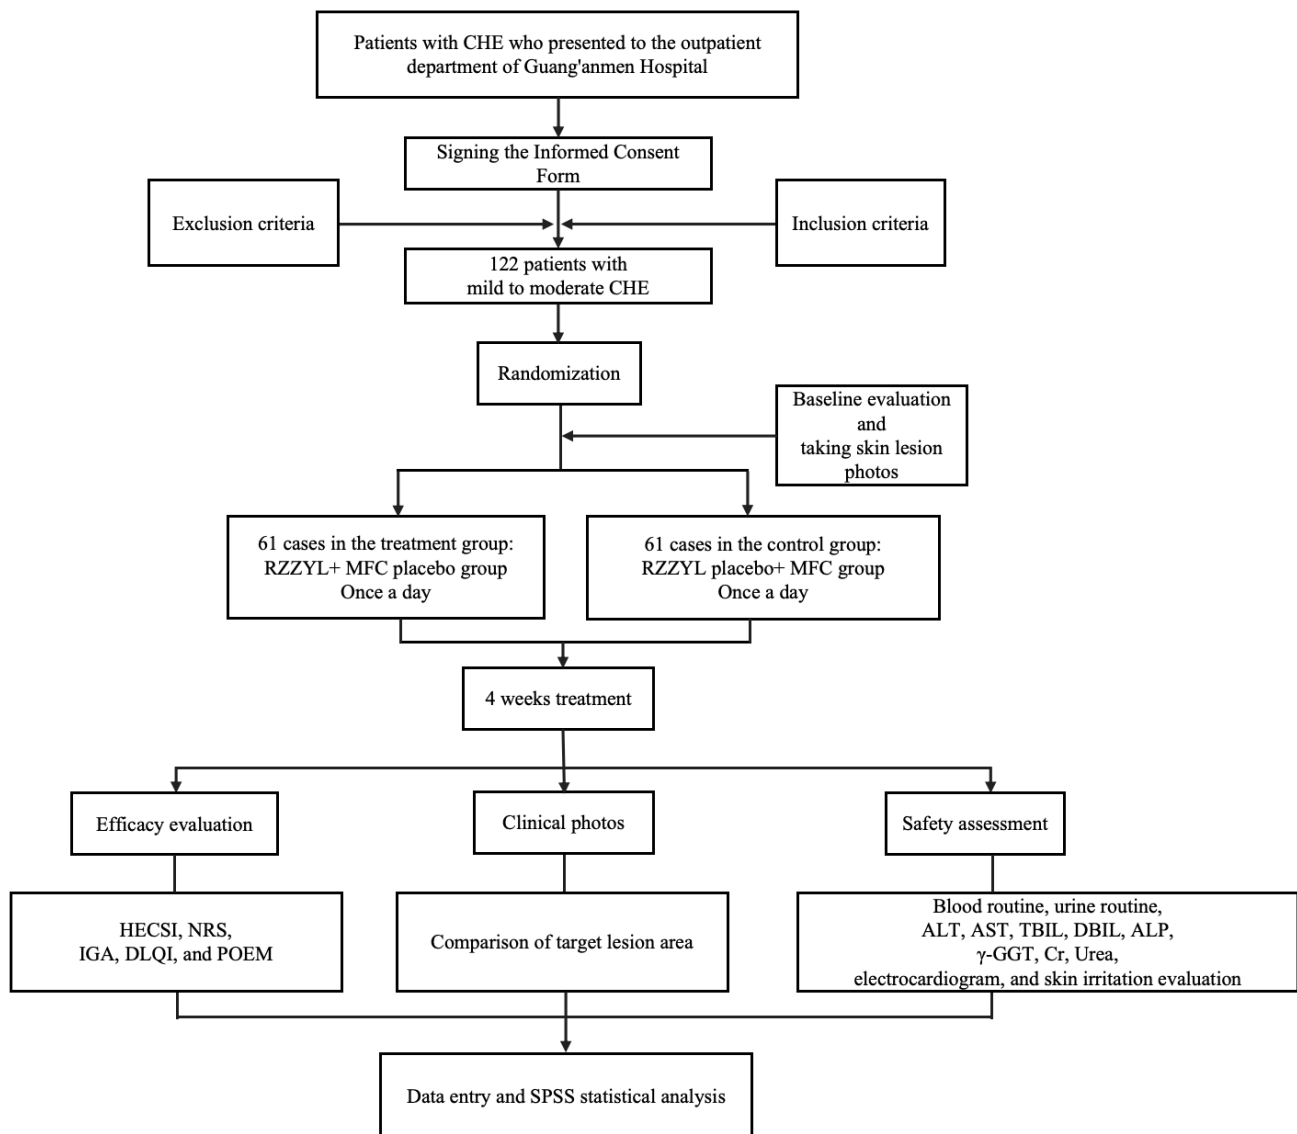 Patients with CHE who presented to the outpatient
department of Guang'anmen Hospital
Signing the Informed Consent
Form
Exclusion criteria
Inclusion criteria
122 patients with
mild to moderate CHE
Randomization
Baseline evaluation
and
taking skin lesion
photos
61 cases in the treatment group:
RZZYL+ MFC placebo group
Once a day
61 cases in the control group:
RZZYL placebo+ MFC group
Once a day
4 weeks treatment
Efficacy evaluation
Clinical photos
Safety assessment
HECSI, NRS,
IGA, DLQI, and POEM
Comparison of target lesion area
Blood routine, urine routine,
ALT, AST, TBIL, DBIL, ALP,
γ-GGT, Cr, Urea,
electrocardiogram, and skin irritation evaluation
Data entry and SPSS statistical analysis